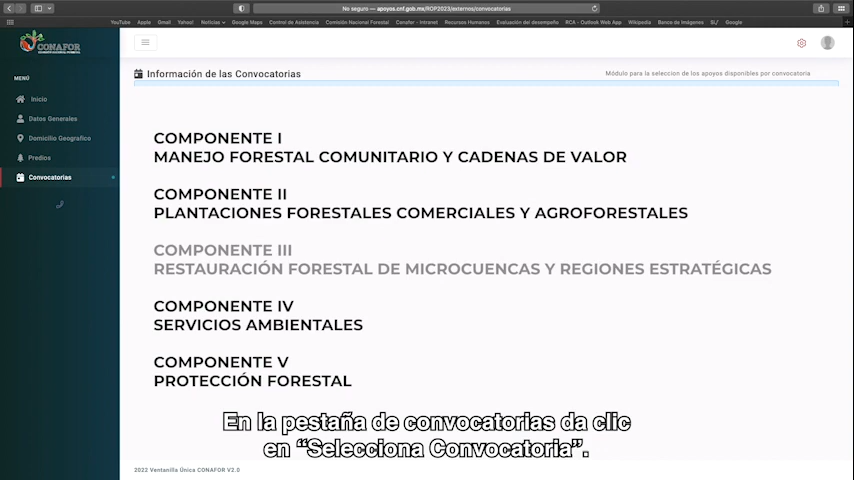 No seguro — apoyos.cnf.gob.mx/ROP2023/externos/convocatorias
YouTube Apple Gmail Yahoo! Noticias Google Maps Control de Asistencia Comisión Nacional Forestal Conafor - Intranet Recursos Humanos Evaluación del desempeño RCA - Outlook Web App Wikipedia Banco de Imágenes Google
CONAFOR
MENÚ
Inicio
Datos Generales
Domicilio Geografico
Predios
Convocatorias
Información de las Convocatorias
Módulo para la seleccion de los apoyos disponibles por convocatoria
COMPONENTE I
MANEJO FORESTAL COMUNITARIO Y CADENAS DE VALOR
COMPONENTE II
PLANTACIONES FORESTALES COMERCIALES Y AGROFORESTALES
COMPONENTE III
RESTAURACIÓN FORESTAL DE MICROCUENCAS Y REGIONES ESTRATÉGICAS
COMPONENTE IV
SERVICIOS AMBIENTALES
COMPONENTE V
PROTECCIÓN FORESTAL
En la pestaña de convocatorias da clic
en “Selecciona Convocatoria”.
2022 Ventanilla Única CONAFOR V2.0